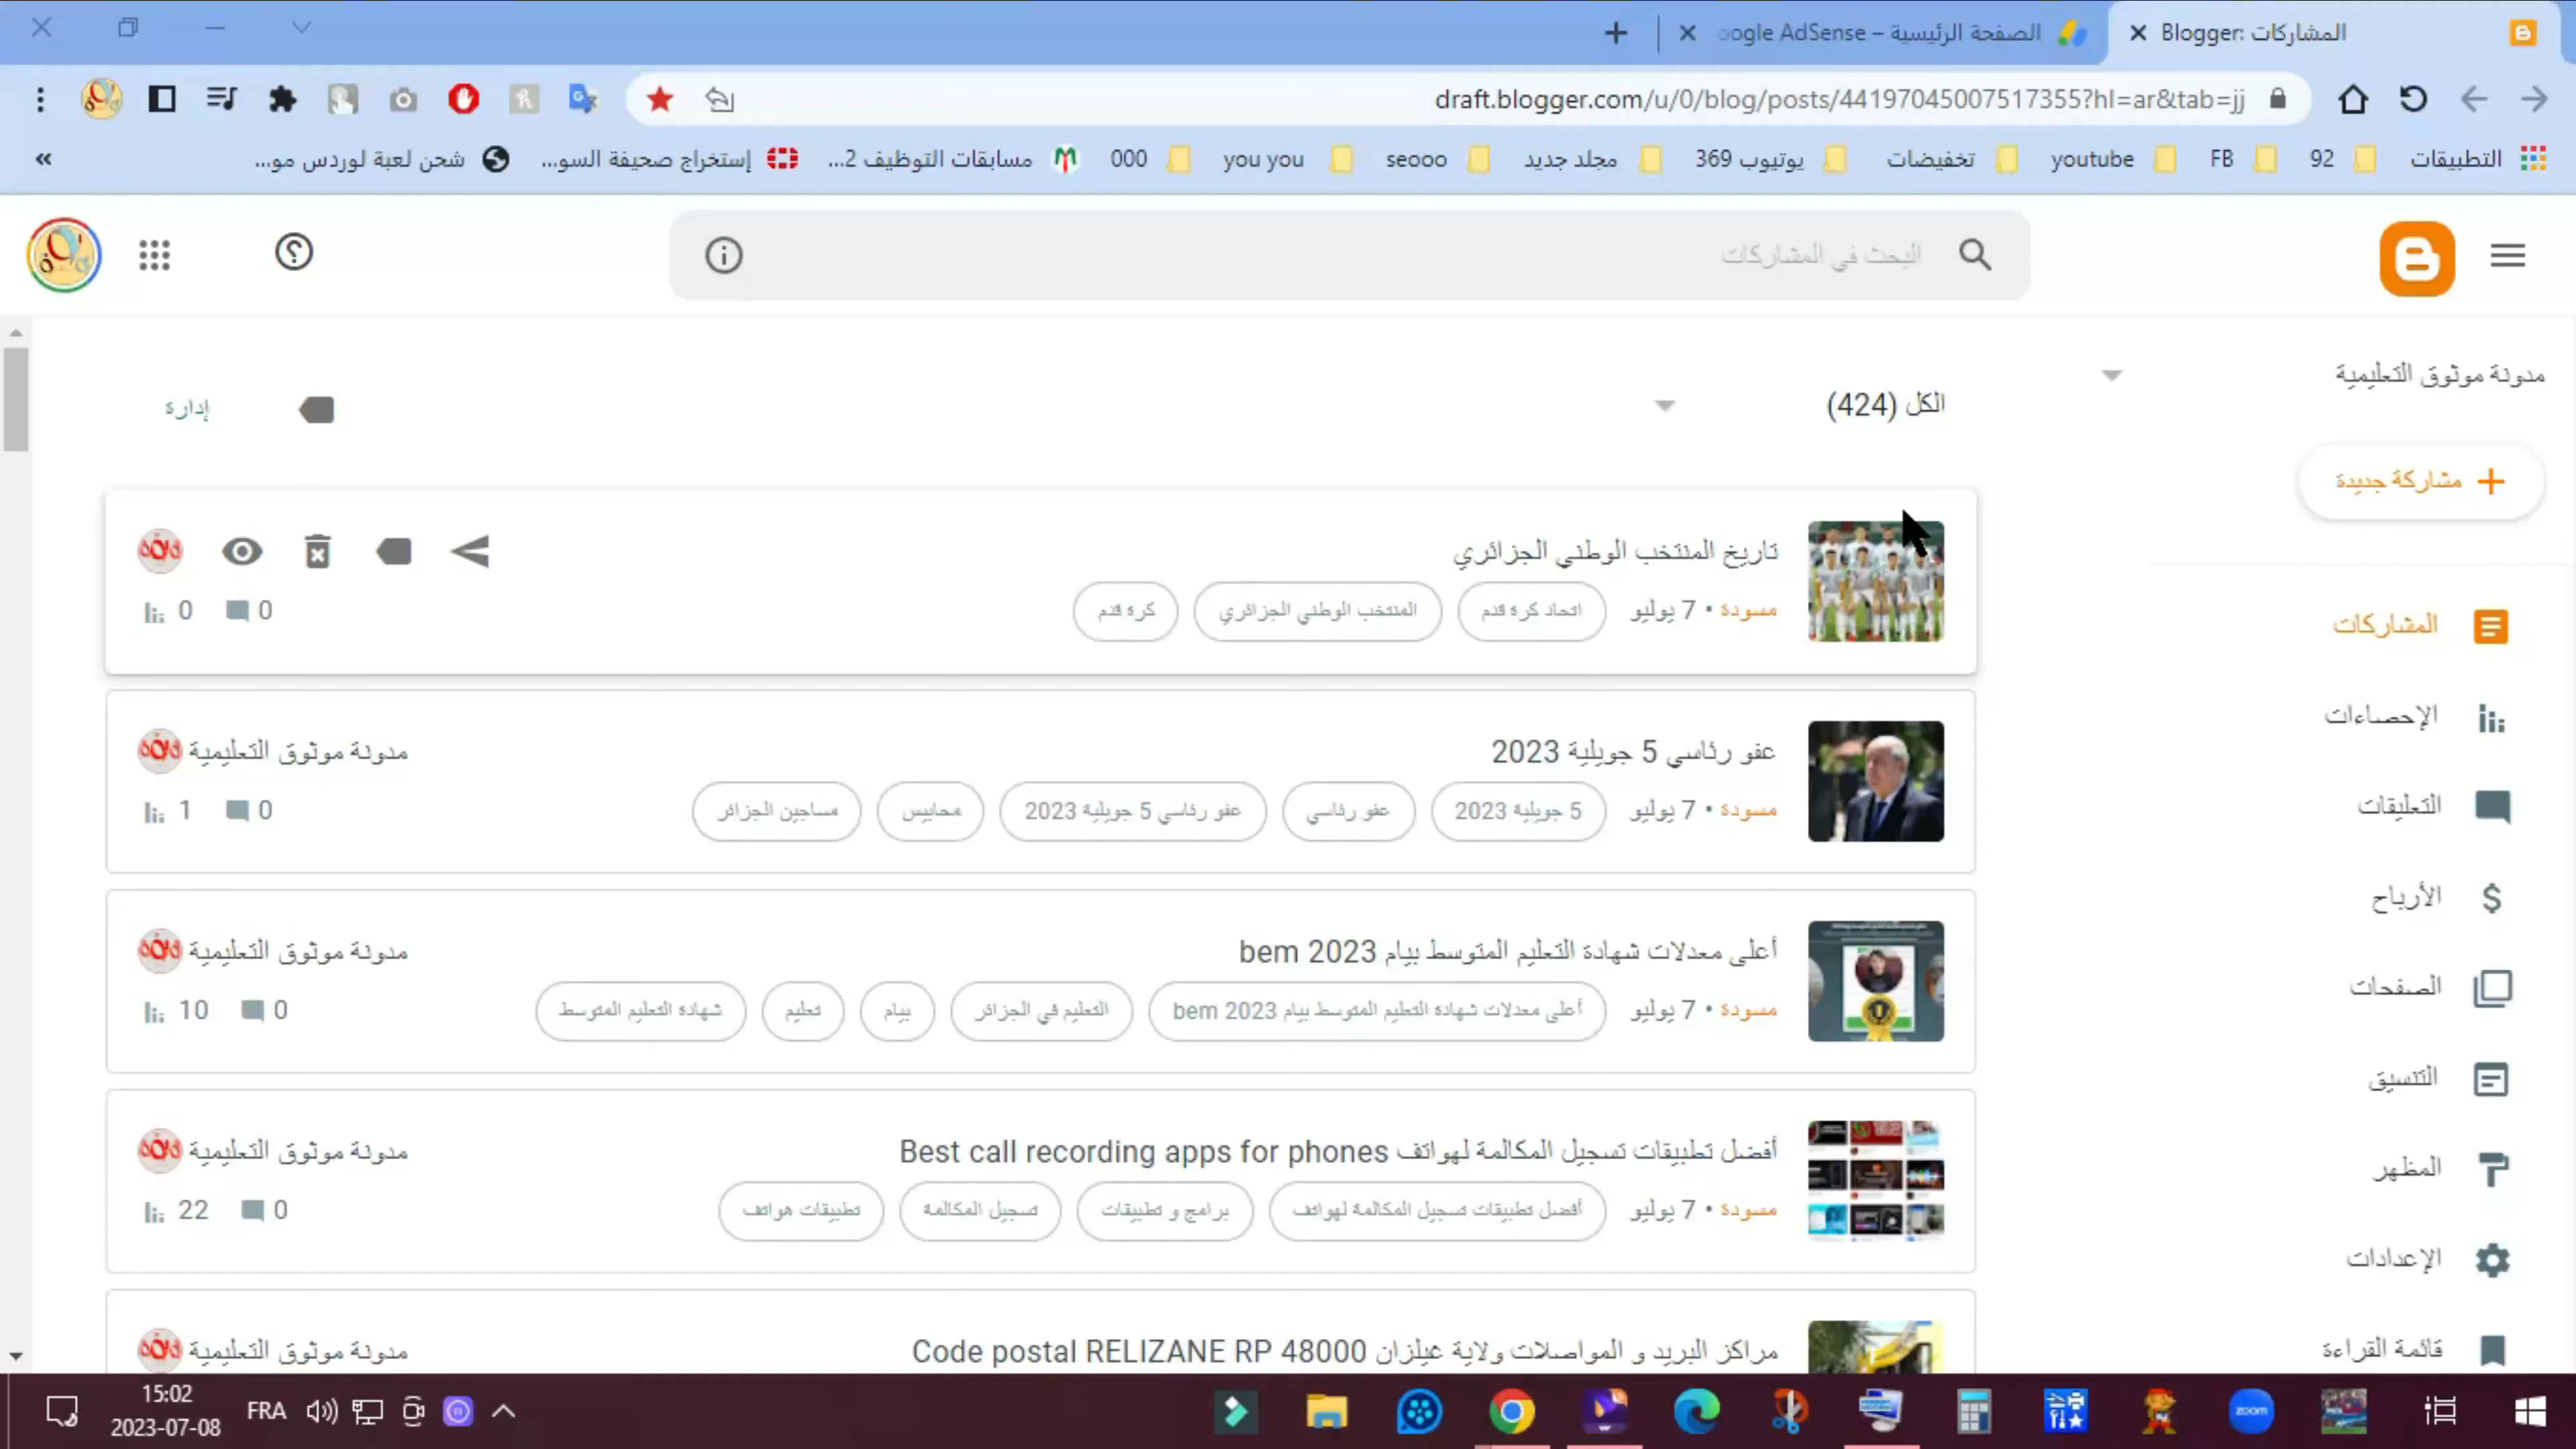 Blogger: المشاركات
الصفحة الرئيسية – oogle AdSense
draft.blogger.com/u/0/blog/posts/44197045007517355?hl=ar&tab=jj
التطبيقات
92
FB
youtube
تخفيضات
يوتيوب 369
مجلد جديد
seooo
you you
000
مسابقات التوظيف 2...
إستخراج صحيفة السو...
شحن لعبة لوردس مو...
البحث في المشاركات
مدونة موثوق التعليمية
مشاركة جديدة
المشاركات
الإحصاءات
التعليقات
الأرباح
الصفحات
التنسيق
المظهر
الإعدادات
قائمة القراءة
الكل (424)
إدارة
تاريخ المنتخب الوطني الجزائري
مسودة • 7 يوليو
اتحاد كرة قدم
المنتخب الوطني الجزائري
كرة قدم
0
0
عفو رئاسي 5 جويلية 2023
مدونة موثوق التعليمية
مسودة • 7 يوليو
5 جويلية 2023
عفو رئاسي
عفو رئاسي 5 جويلية 2023
محابيس
مساجين الجزائر
0
1
أعلى معدلات شهادة التعليم المتوسط بيام bem 2023
مدونة موثوق التعليمية
مسودة • 7 يوليو
أعلى معدلات شهادة التعليم المتوسط بيام bem 2023
التعليم في الجزائر
بيام
تعليم
شهادة التعليم المتوسط
0
10
أفضل تطبيقات تسجيل المكالمة لهواتف Best call recording apps for phones
مدونة موثوق التعليمية
مسودة • 7 يوليو
أفضل تطبيقات تسجيل المكالمة لهواتف
برامج و تطبيقات
تسجيل المكالمة
تطبيقات هواتف
0
22
مراكز البريد و المواصلات ولاية غيلزان Code postal RELIZANE RP 48000
مدونة موثوق التعليمية
15:02
2023-07-08
FRA
zoom